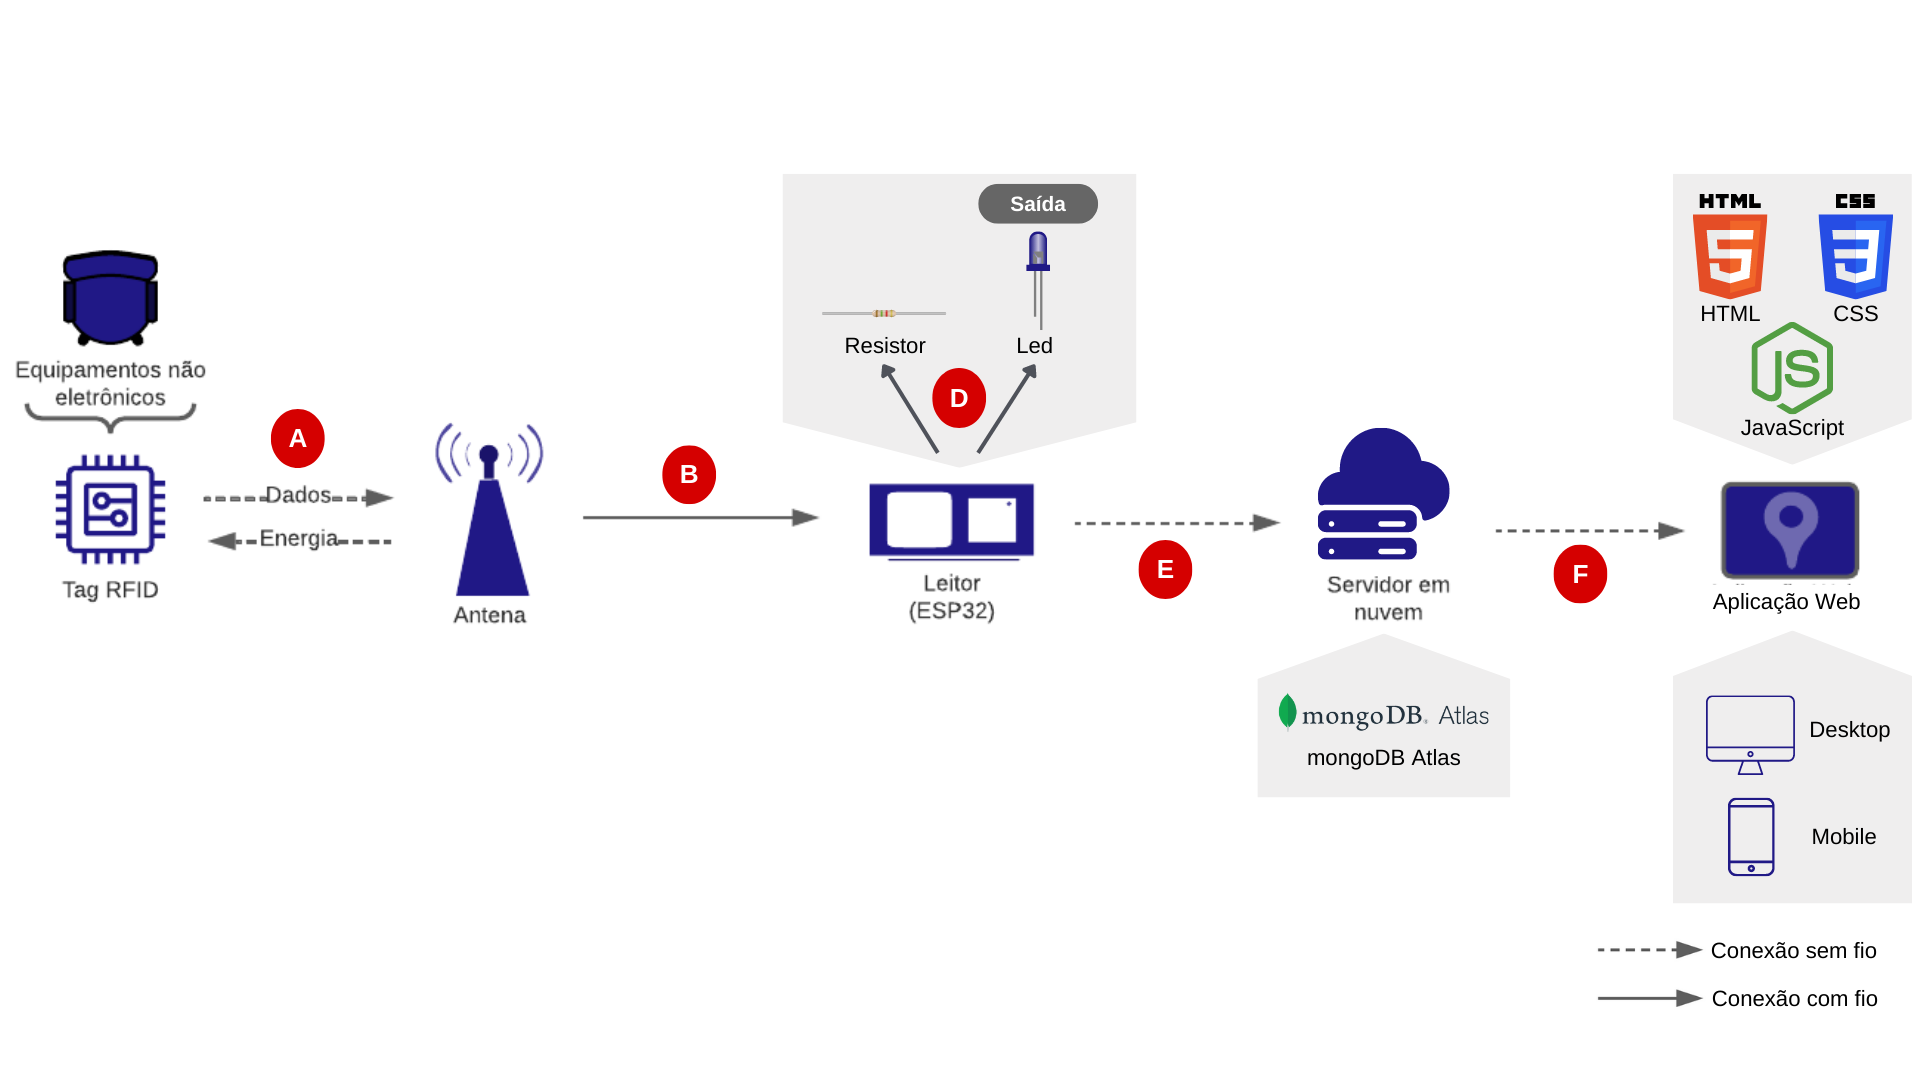 Equipamentos não
eletrônicos
Tag RFID
A
Dados
Energia
Antena
B
Saída
Resistor
Led
D
Leitor
(ESP32)
E
Servidor em
nuvem
mongoDB® Atlas
mongoDB Atlas
F
HTML
CSS
HTML
CSS
JS
JavaScript
Aplicação Web
Desktop
Mobile
Conexão sem fio
Conexão com fio